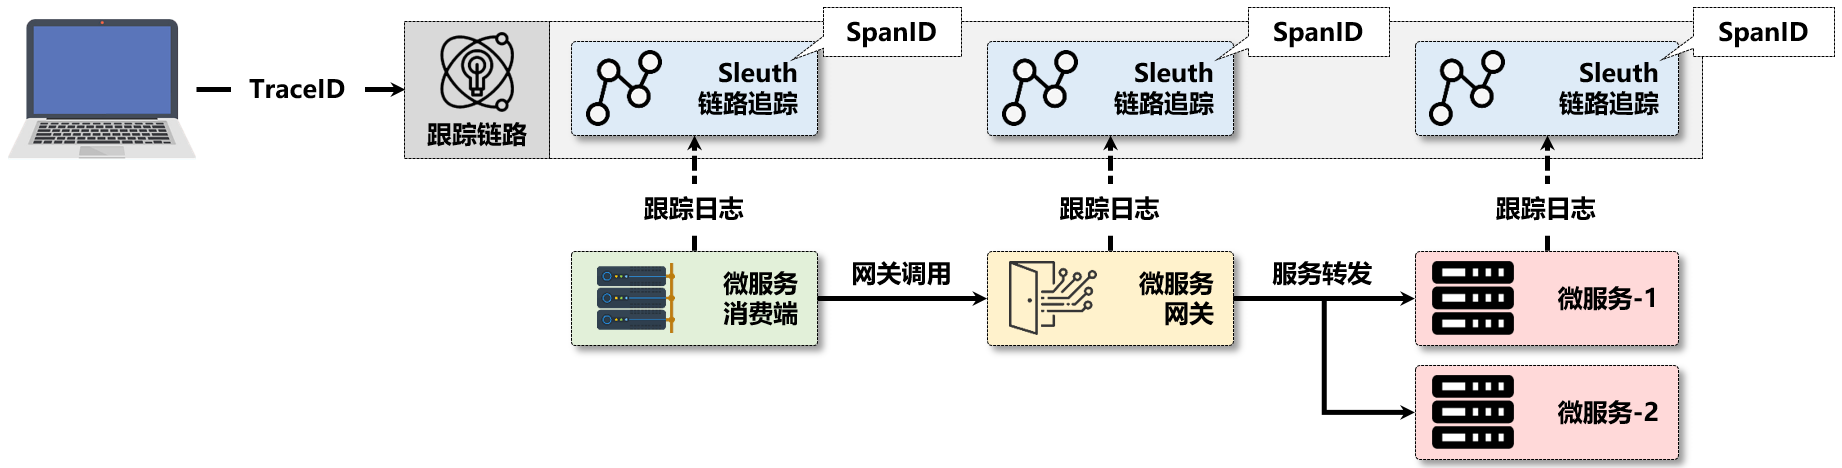 TraceID
跟踪链路
SpanID
Sleuth
链路追踪
SpanID
Sleuth
链路追踪
SpanID
Sleuth
链路追踪
跟踪日志
跟踪日志
跟踪日志
微服务
消费端
网关调用
微服务
网关
服务转发
微服务-1
微服务-2